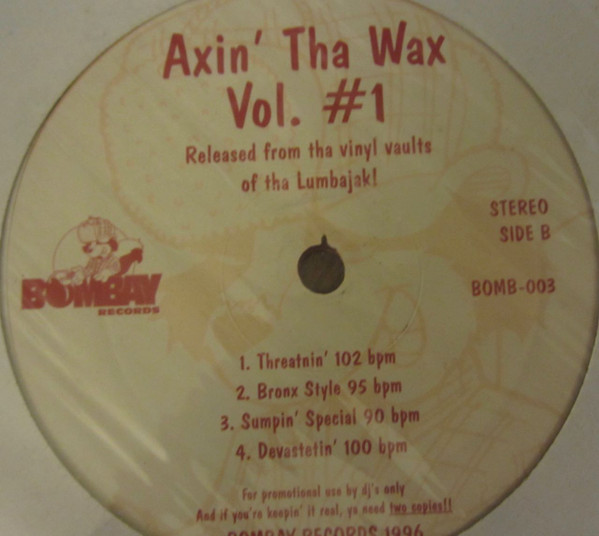 Axin' Tha Wax
Vol. #1
Released from tha vinyl vaults
of tha Lumbajak!
STEREO
SIDE B
BOMBAY
RECORDS
BOMB-003
1. Threatnin' 102 bpm
2. Bronx Style 95 bpm
3. Sumpin' Special 90 bpm
4. Devastetin' 100 bpm
For promotional use by dj's only
And if you're keepin' it real, ya need two copies!!
BOMBAY RECORDS 1996